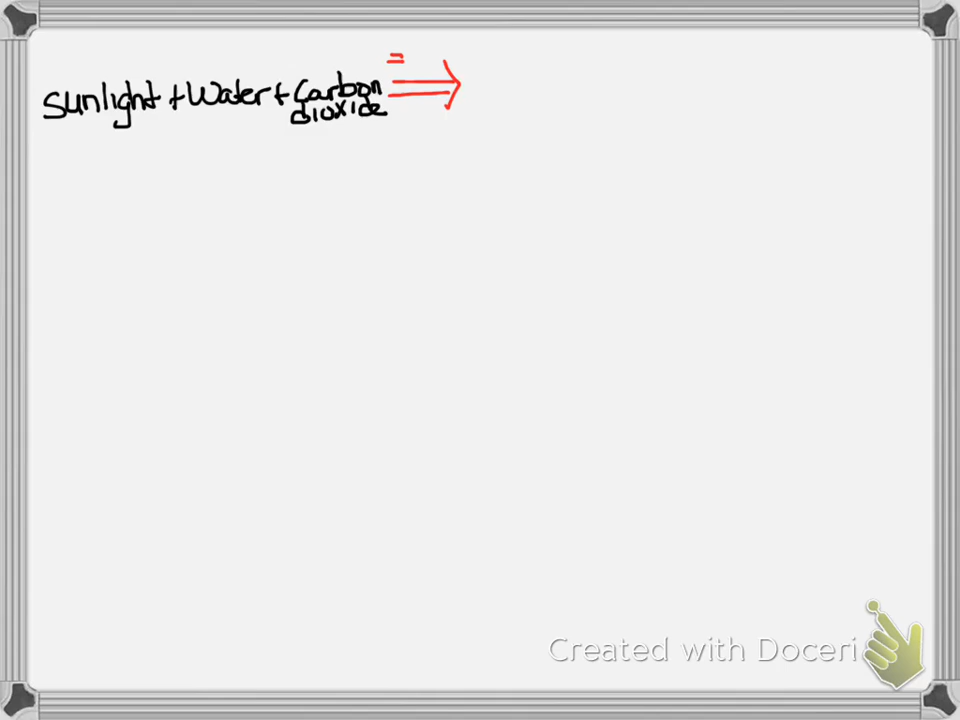 Sunlight + Water + Carbon =
dioxide
Created with Doceri